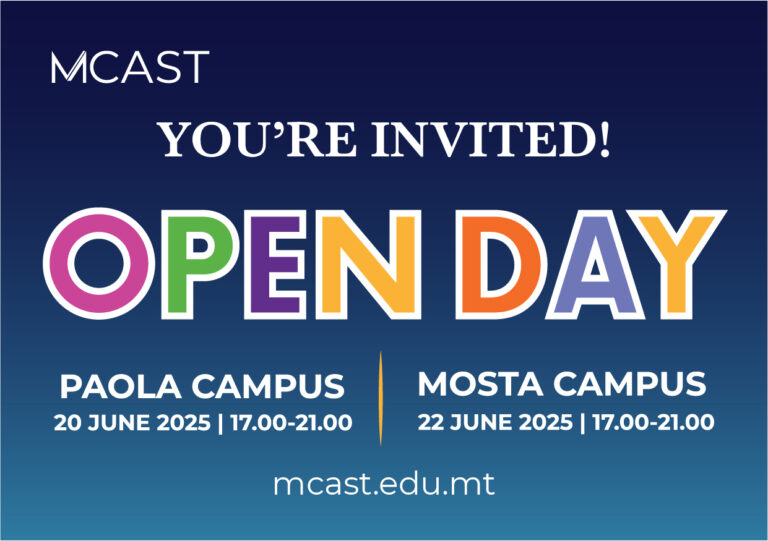 MCAST
YOU’RE INVITED!
OPEN DAY
PAOLA CAMPUS
20 JUNE 2025 | 17.00-21.00
MOSTA CAMPUS
22 JUNE 2025 | 17.00-21.00
mcast.edu.mt